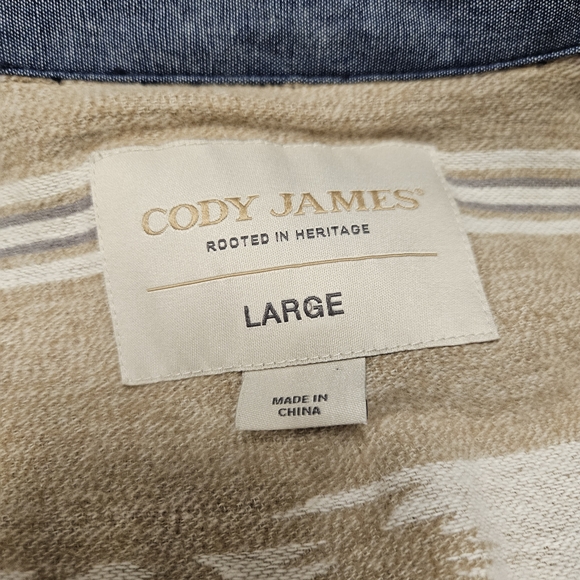 CODY JAMES®
ROOTED IN HERITAGE
LARGE
MADE IN
CHINA